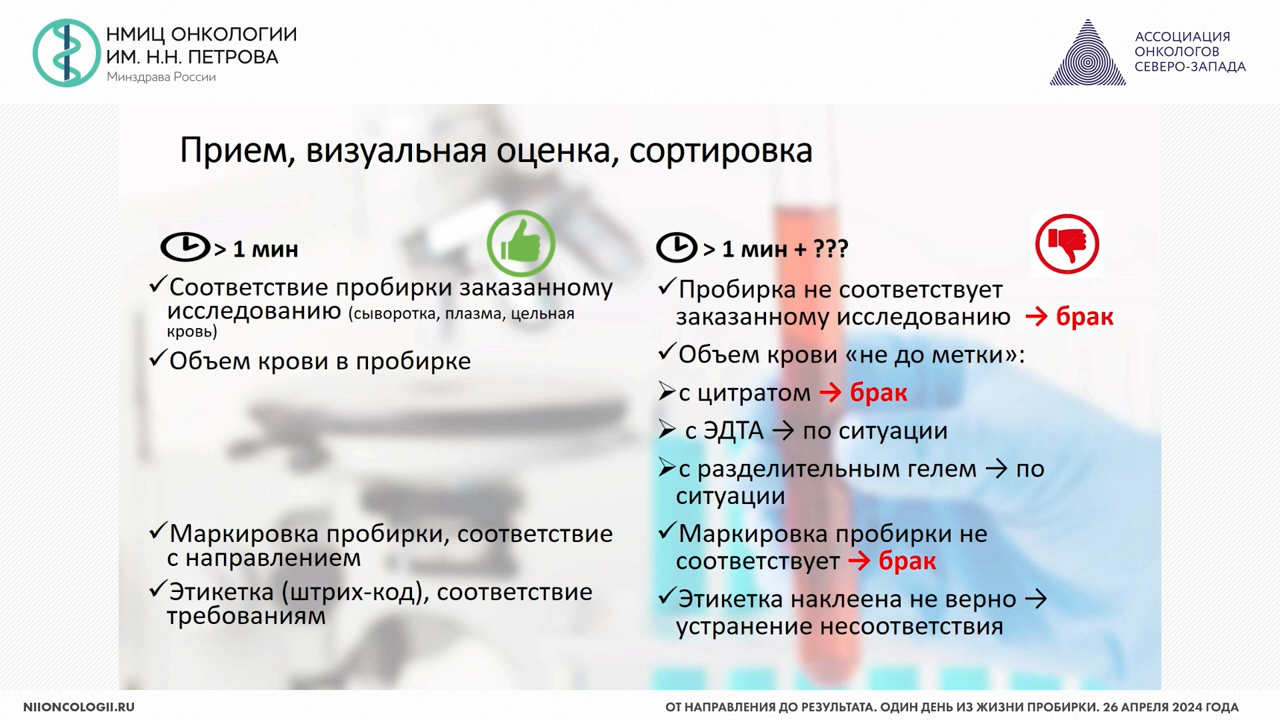 НМИЦ ОНКОЛОГИИ
ИМ. Н.Н. ПЕТРОВА
Минздрава России
АССОЦИАЦИЯ
ОНКОЛОГОВ
СЕВЕРО-ЗАПАДА
Прием, визуальная оценка, сортировка
> 1 мин
✓Соответствие пробирки заказанному
исследованию (сыворотка, плазма, цельная
кровь)
✓Объем крови в пробирке
✓Маркировка пробирки, соответствие
с направлением
✓Этикетка (штрих-код), соответствие
требованиям
> 1 мин + ???
✓Пробирка не соответствует
заказанному исследованию → брак
✓Объем крови «не до метки»:
➢с цитратом → брак
➢ с ЭДТА → по ситуации
➢с разделительным гелем → по
ситуации
✓Маркировка пробирки не
соответствует → брак
✓Этикетка наклеена не верно →
устранение несоответствия
NIIONCOLOGII.RU
ОТ НАПРАВЛЕНИЯ ДО РЕЗУЛЬТАТА. ОДИН ДЕНЬ ИЗ ЖИЗНИ ПРОБИРКИ. 26 АПРЕЛЯ 2024 ГОДА